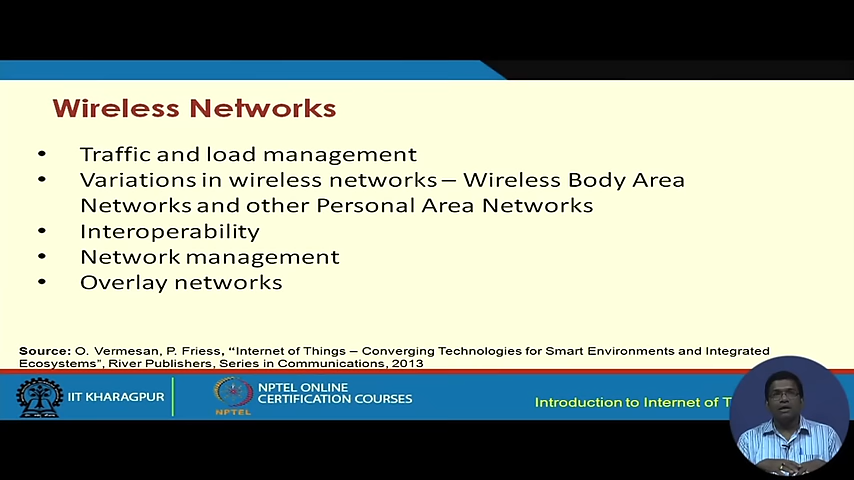 Wireless Networks
• Traffic and load management
• Variations in wireless networks – Wireless Body Area
Networks and other Personal Area Networks
• Interoperability
• Network management
• Overlay networks
Source: O. Vermesan, P. Friess, “Internet of Things – Converging Technologies for Smart Environments and Integrated
Ecosystems”, River Publishers, Series in Communications, 2013
IIT KHARAGPUR
NPTEL
NPTEL ONLINE
CERTIFICATION COURSES
Introduction to Internet of